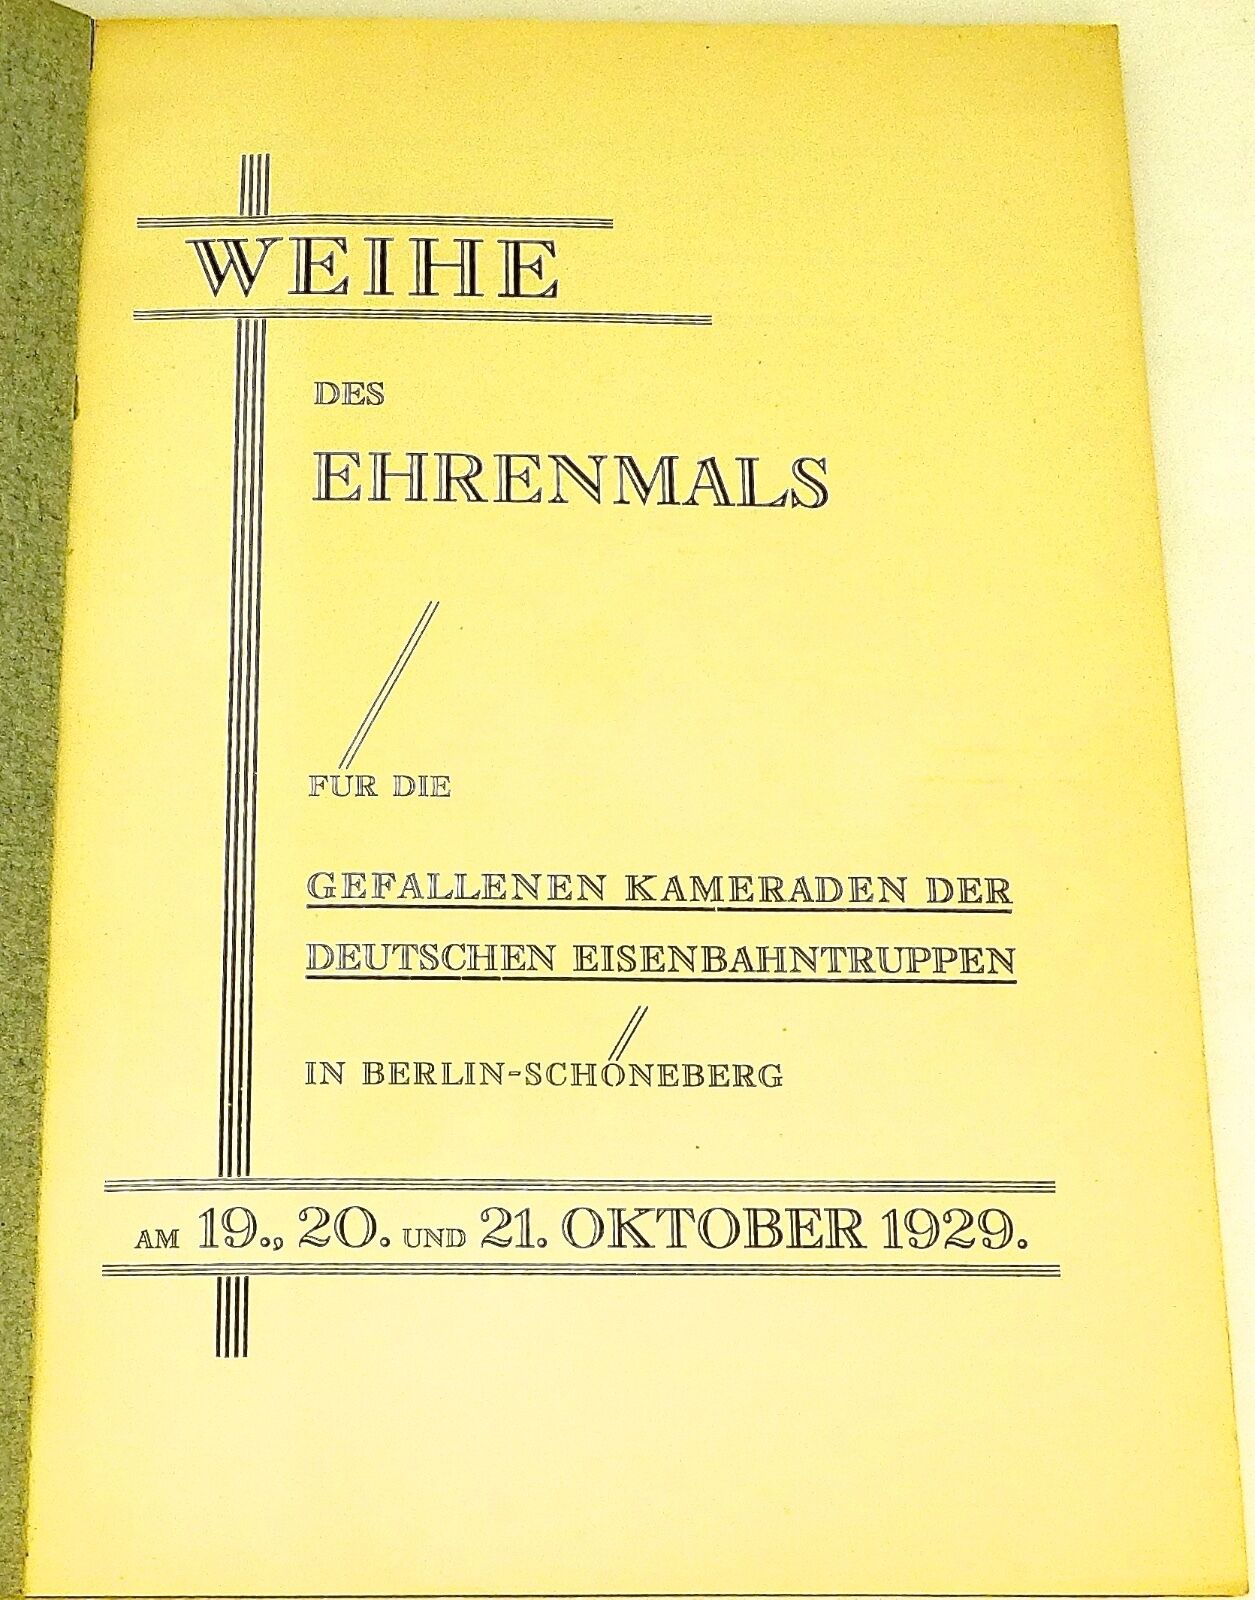 WEIHE
DES
EHRENMALS
FÜR DIE
GEFALLENEN KAMERADEN DER
DEUTSCHEN EISENBAHNTRUPPEN
IN BERLIN-SCHÖNEBERG
AM 19., 20. UND 21. OKTOBER 1929.